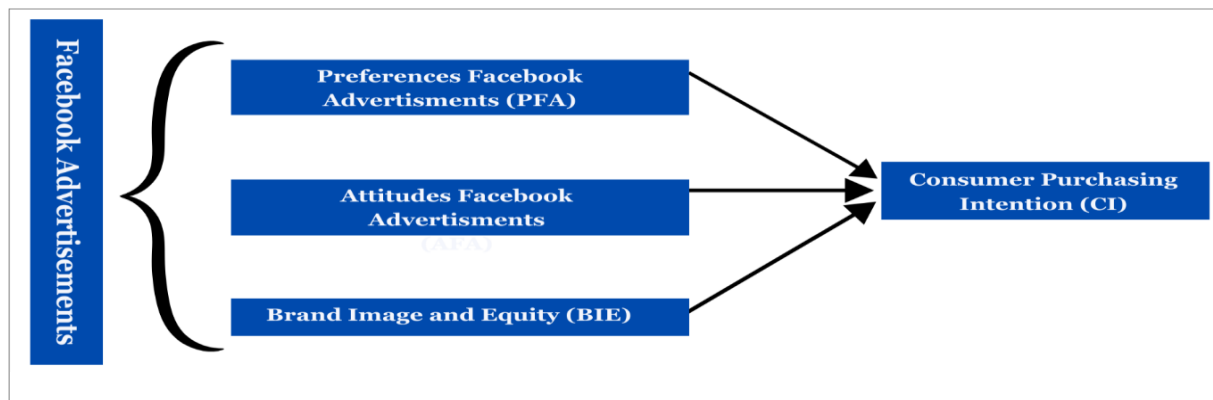 Facebook Advertisements
Preferences Facebook
Advertisments (PFA)
Attitudes Facebook
Advertisments
(AFA)
Brand Image and Equity (BIE)
Consumer Purchasing
Intention (CI)